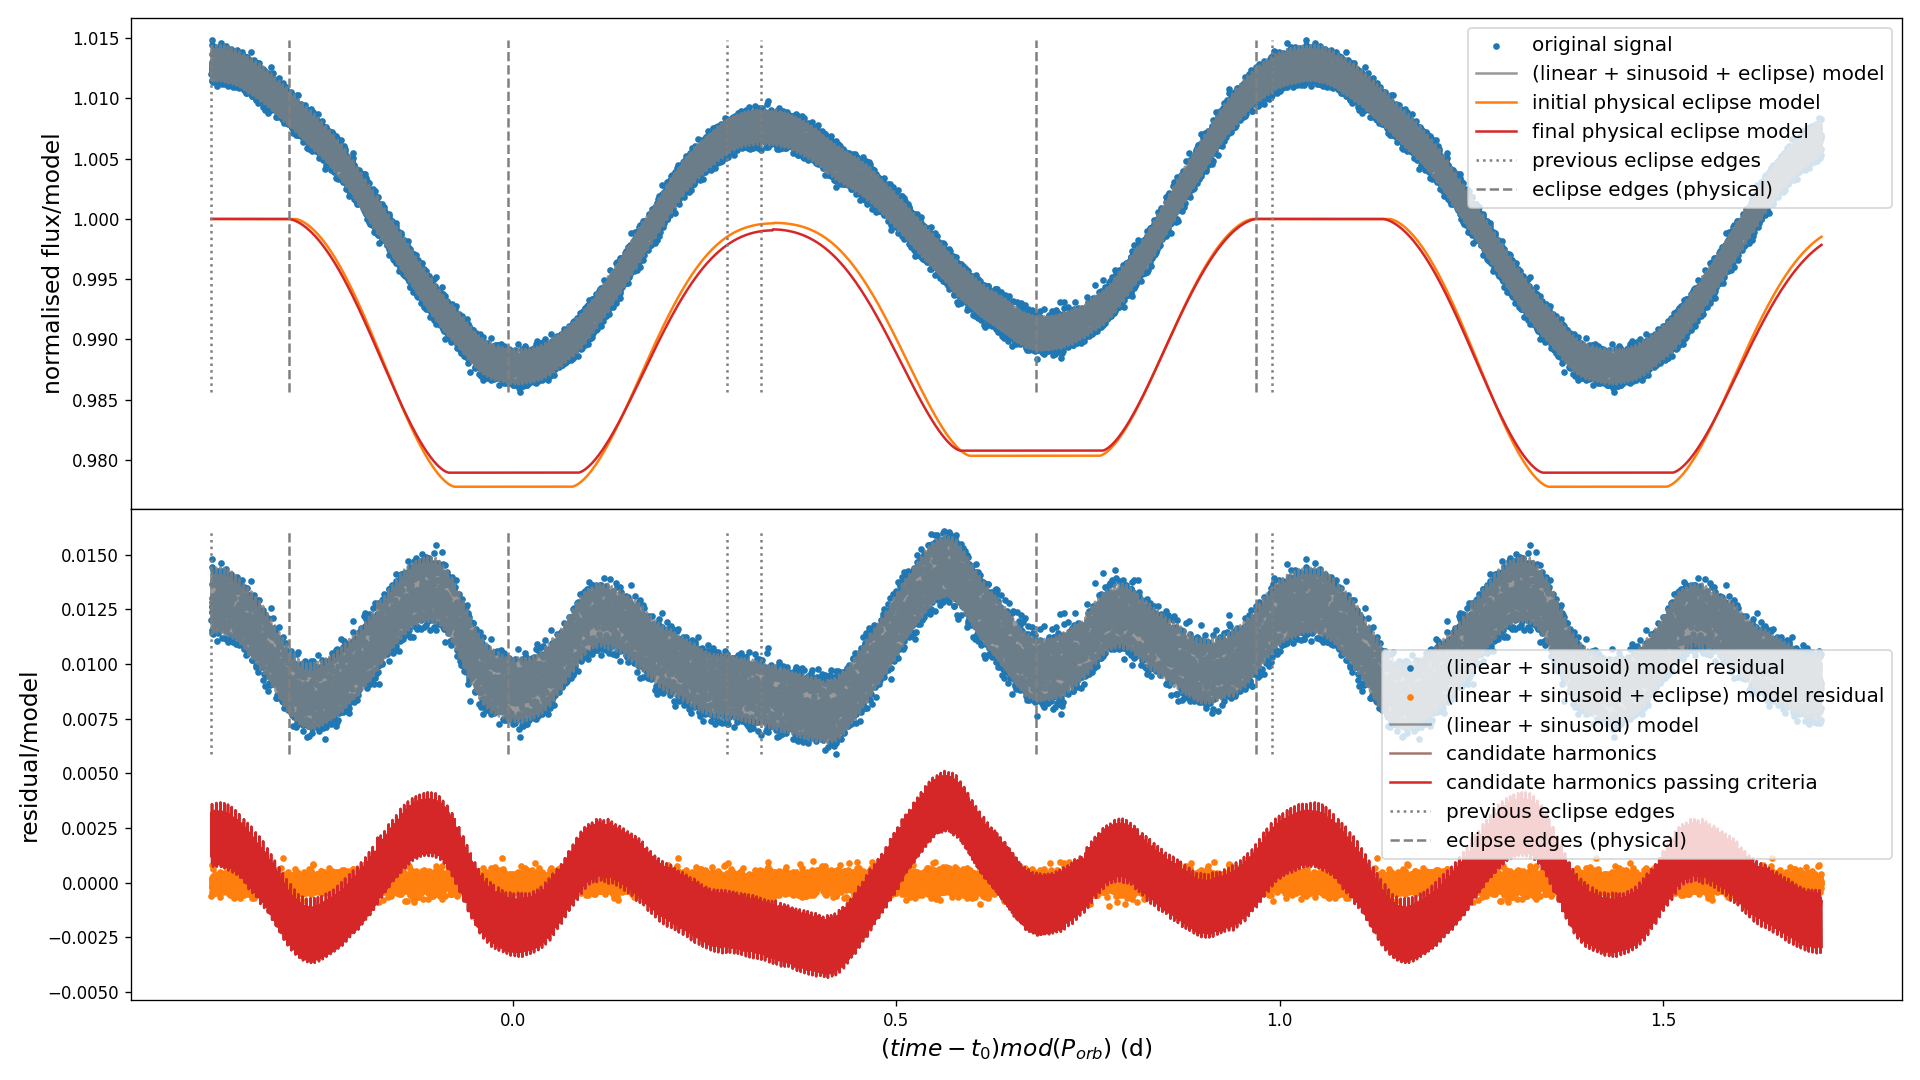 1.015
1.010
1.005
1.000
0.995
0.990
0.985
0.980
normalised flux/model
original signal
(linear + sinusoid + eclipse) model
initial physical eclipse model
final physical eclipse model
previous eclipse edges
eclipse edges (physical)
0.0150
0.0125
0.0100
0.0075
0.0050
0.0025
0.0000
−0.0025
−0.0050
residual/model
(linear + sinusoid) model residual
(linear + sinusoid + eclipse) model residual
(linear + sinusoid) model
candidate harmonics
candidate harmonics passing criteria
previous eclipse edges
eclipse edges (physical)
0.0
0.5
1.0
1.5
(time − t₀)mod(Pₒᵣb) (d)